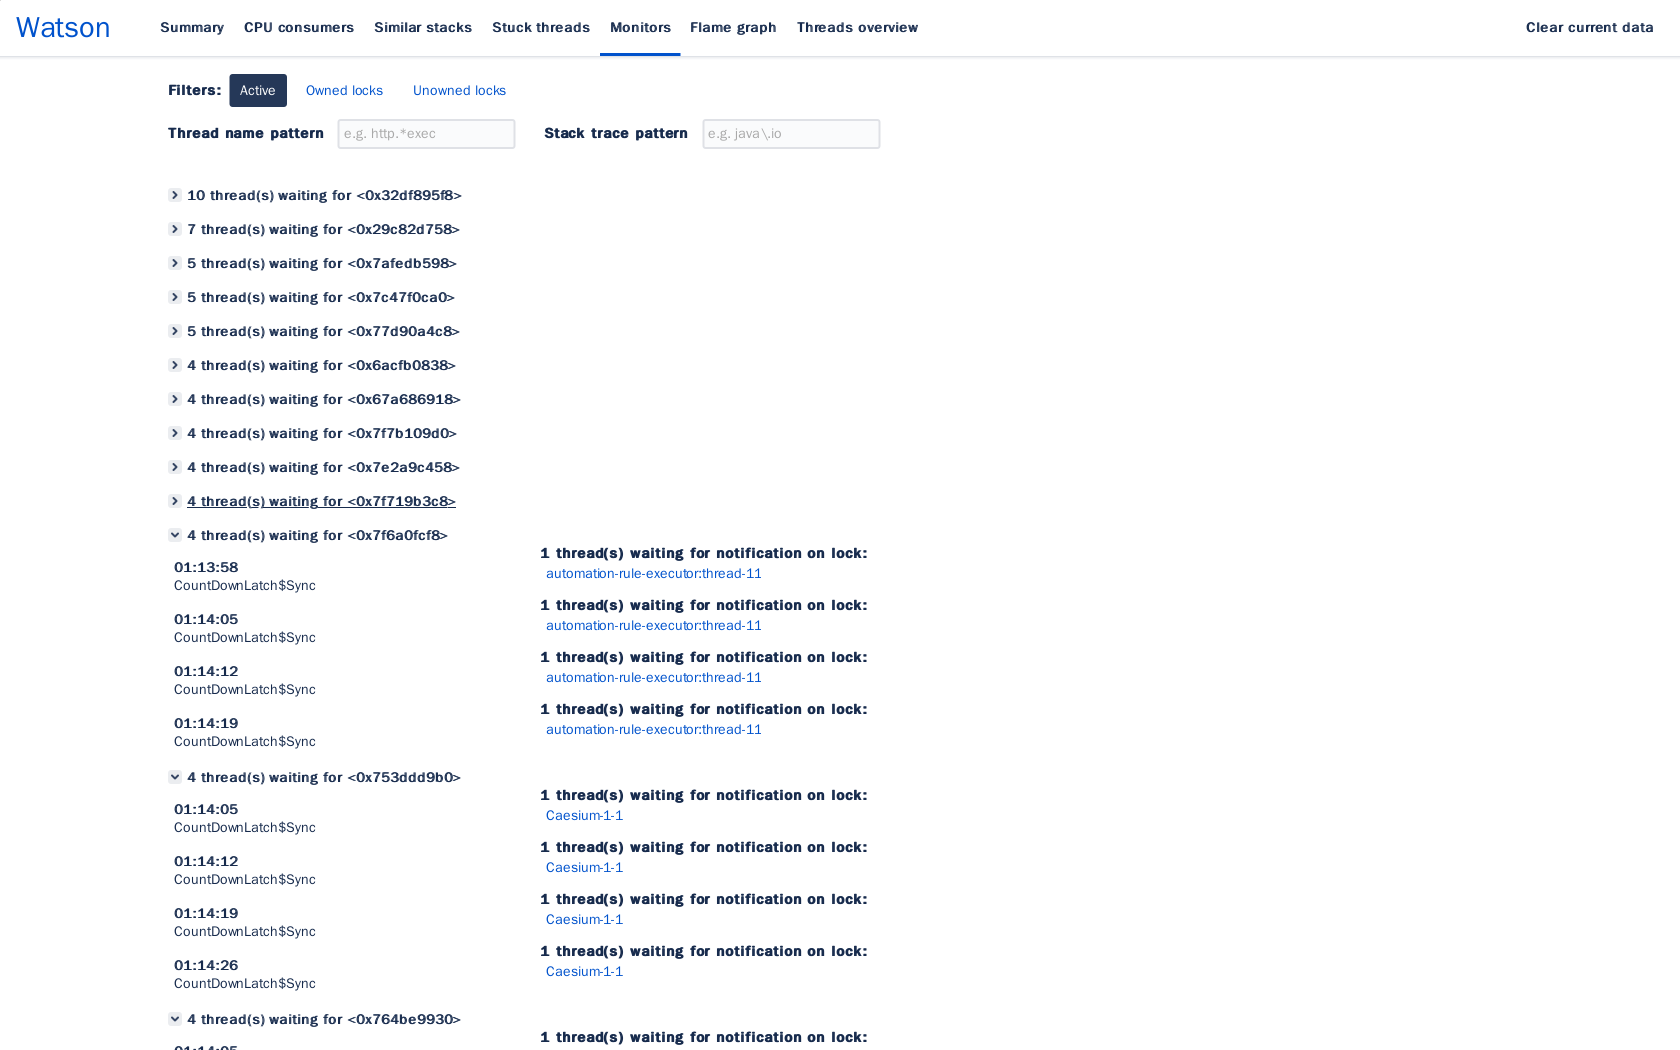 Watson
Summary CPU consumers Similar stacks Stuck threads Monitors Flame graph Threads overview Clear current data
Filters: Active Owned locks Unowned locks
Thread name pattern e.g. http.*exec Stack trace pattern e.g. java\.io
10 thread(s) waiting for <0x32df895f8>
7 thread(s) waiting for <0x29c82d758>
5 thread(s) waiting for <0x7afedb598>
5 thread(s) waiting for <0x7c47f0ca0>
5 thread(s) waiting for <0x77d90a4c8>
4 thread(s) waiting for <0x6acfb0838>
4 thread(s) waiting for <0x67a686918>
4 thread(s) waiting for <0x7f7b109d0>
4 thread(s) waiting for <0x7e2a9c458>
4 thread(s) waiting for <0x7f719b3c8>
4 thread(s) waiting for <0x7f6a0fcf8>
1 thread(s) waiting for notification on lock:
01:13:58 automation-rule-executor:thread-11
CountDownLatch$Sync
1 thread(s) waiting for notification on lock:
01:14:05 automation-rule-executor:thread-11
CountDownLatch$Sync
1 thread(s) waiting for notification on lock:
01:14:12 automation-rule-executor:thread-11
CountDownLatch$Sync
1 thread(s) waiting for notification on lock:
01:14:19 automation-rule-executor:thread-11
CountDownLatch$Sync
4 thread(s) waiting for <0x753ddd9b0>
1 thread(s) waiting for notification on lock:
01:14:05 Caesium-1-1
CountDownLatch$Sync
1 thread(s) waiting for notification on lock:
01:14:12 Caesium-1-1
CountDownLatch$Sync
1 thread(s) waiting for notification on lock:
01:14:19 Caesium-1-1
CountDownLatch$Sync
1 thread(s) waiting for notification on lock:
01:14:26 Caesium-1-1
CountDownLatch$Sync
4 thread(s) waiting for <0x764be9930>
1 thread(s) waiting for notification on lock:
01:14:05